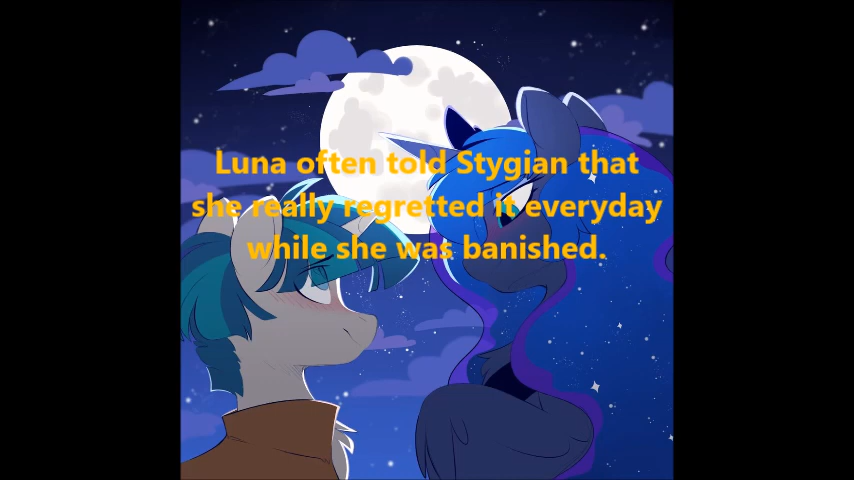 Luna often told Stygian that
she really regretted it everyday
while she was banished.